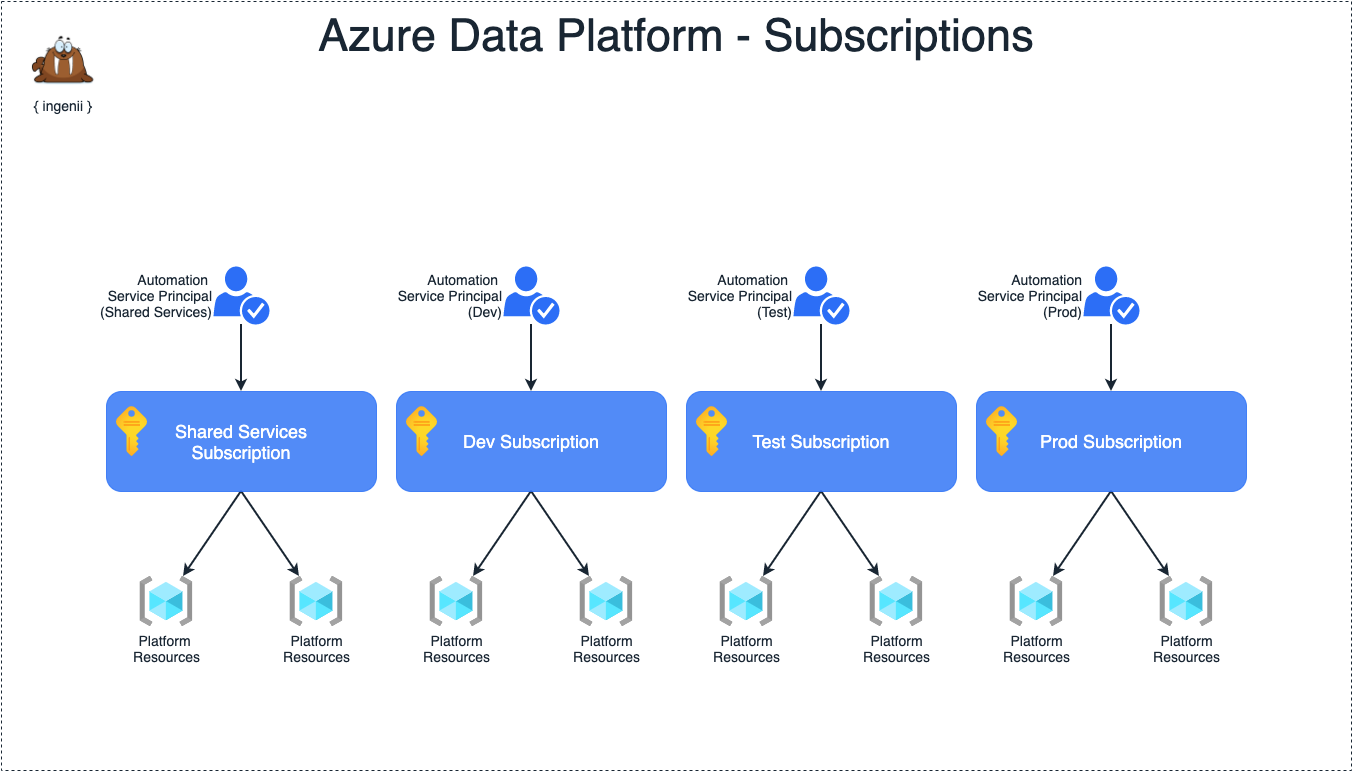 Azure Data Platform - Subscriptions
{ ingenii }
Automation
Service Principal
(Shared Services)
Automation
Service Principal
(Dev)
Automation
Service Principal
(Test)
Automation
Service Principal
(Prod)
Shared Services
Subscription
Dev Subscription
Test Subscription
Prod Subscription
Platform
Resources
Platform
Resources
Platform
Resources
Platform
Resources
Platform
Resources
Platform
Resources
Platform
Resources
Platform
Resources